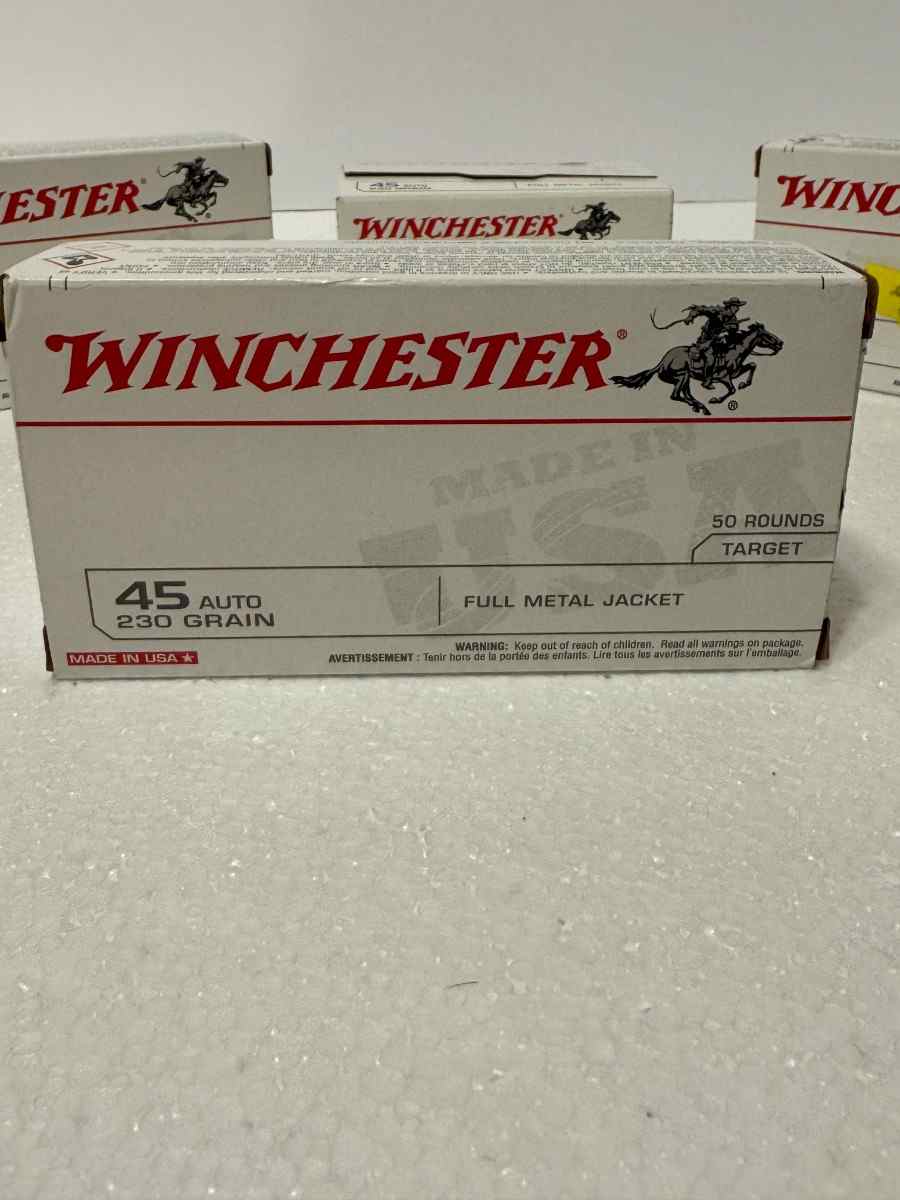 ESTER
45
WINCHESTER
WINC
WINCHESTER®
®
MADE IN
USA
50 ROUNDS
TARGET
45 AUTO
230 GRAIN
FULL METAL JACKET
MADE IN USA ★
WARNING: Keep out of reach of children. Read all warnings on package.
AVERTISSEMENT : Tenir hors de la portée des enfants. Lire tous les avertissements sur l'emballage.